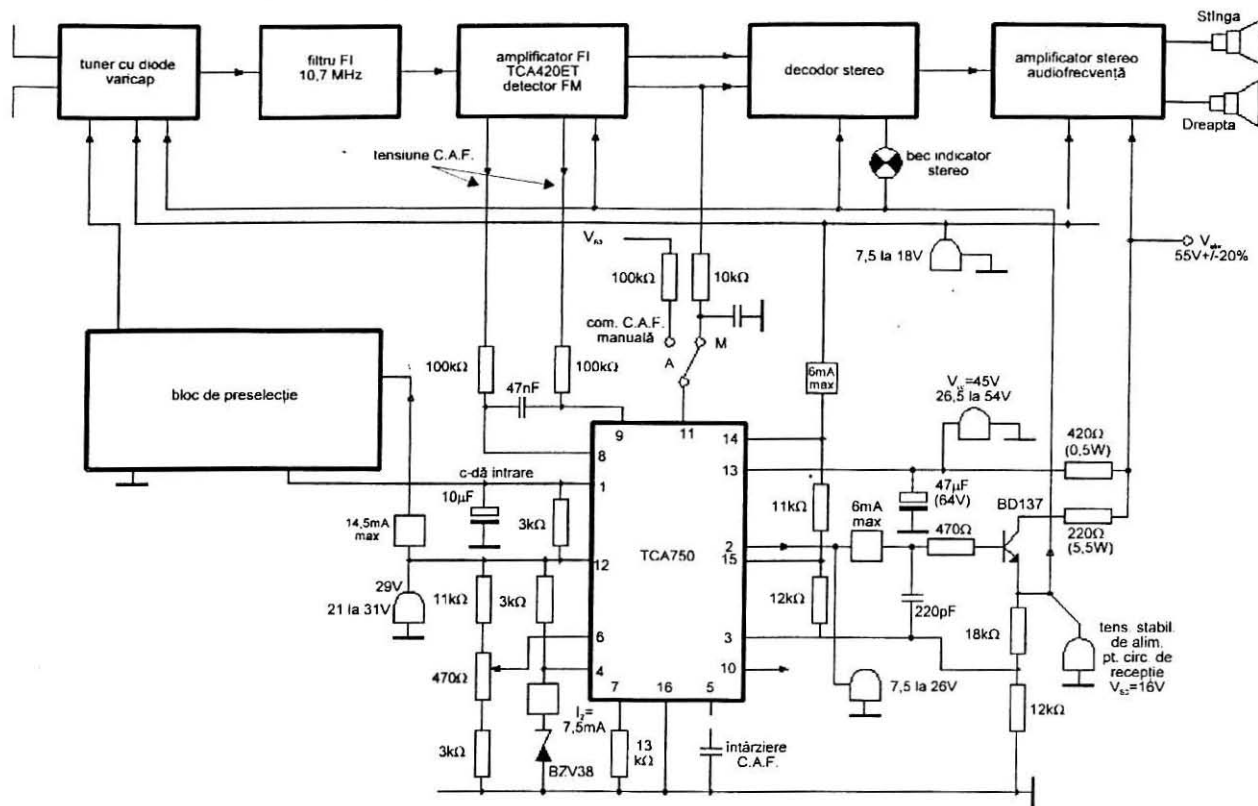 Stînga
tuner cu diode
varicap
filtru FI
10,7 MHz
amplificator FI
TCA420ET
detector FM
decodor stereo
amplificator stereo
audiofrecvență
Dreapta
tensiune C.A.F.
bec indicator
stereo
7,5 la 18V
55V+/-20%
100kΩ
10kΩ
com. C.A.F.
manuală
A
M
bloc de preselecție
100kΩ
47nF
100kΩ
6mA
max
V =45V
26,5 la 54V
420Ω
(0,5W)
9
11
14
13
8
c-dă intrare
1
10µF
3kΩ
11kΩ
47µF
(64V)
6mA
max
470Ω
BD137
220Ω
(5,5W)
14,5mA
max
TCA750
2
15
12
29V
21 la 31V
11kΩ
3kΩ
12kΩ
220pF
18kΩ
3
6
4
10
470Ω
7
16
5
7,5 la 26V
tens. stabil.
de alim.
pt. circ. de
recepție
=16V
12kΩ
I =
7,5mA
3kΩ
BZV38
13
kΩ
întârziere
C.A.F.